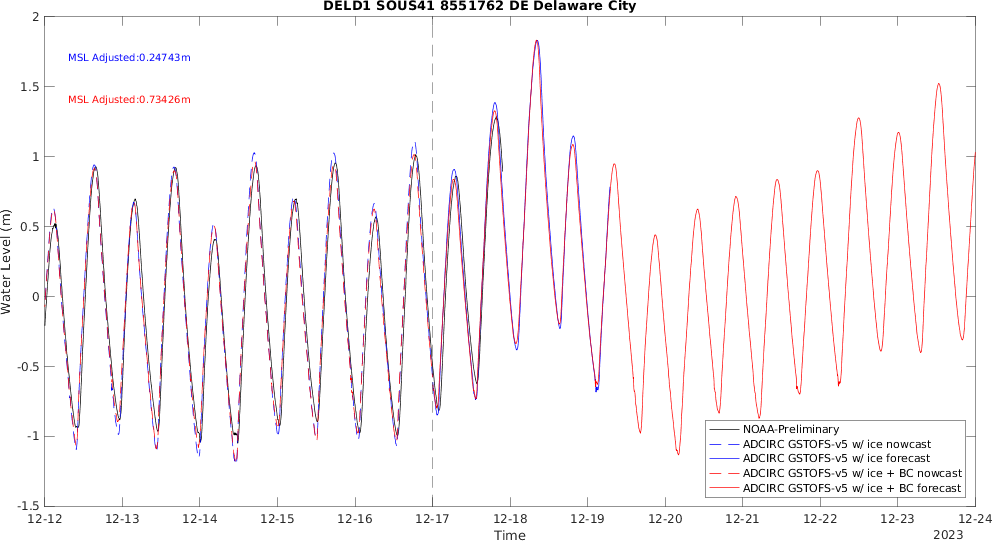 DELD1 SOUS41 8551762 DE Delaware City
MSL Adjusted:0.24743m
MSL Adjusted:0.73426m
Water Level (m)
2
1.5
1
0.5
0
-0.5
-1
-1.5
NOAA-Preliminary
ADCIRC GSTOFS-v5 w/ ice nowcast
ADCIRC GSTOFS-v5 w/ ice forecast
ADCIRC GSTOFS-v5 w/ ice + BC nowcast
ADCIRC GSTOFS-v5 w/ ice + BC forecast
12-12 12-13 12-14 12-15 12-16 12-17 12-18 12-19 12-20 12-21 12-22 12-23 12-24
Time
2023